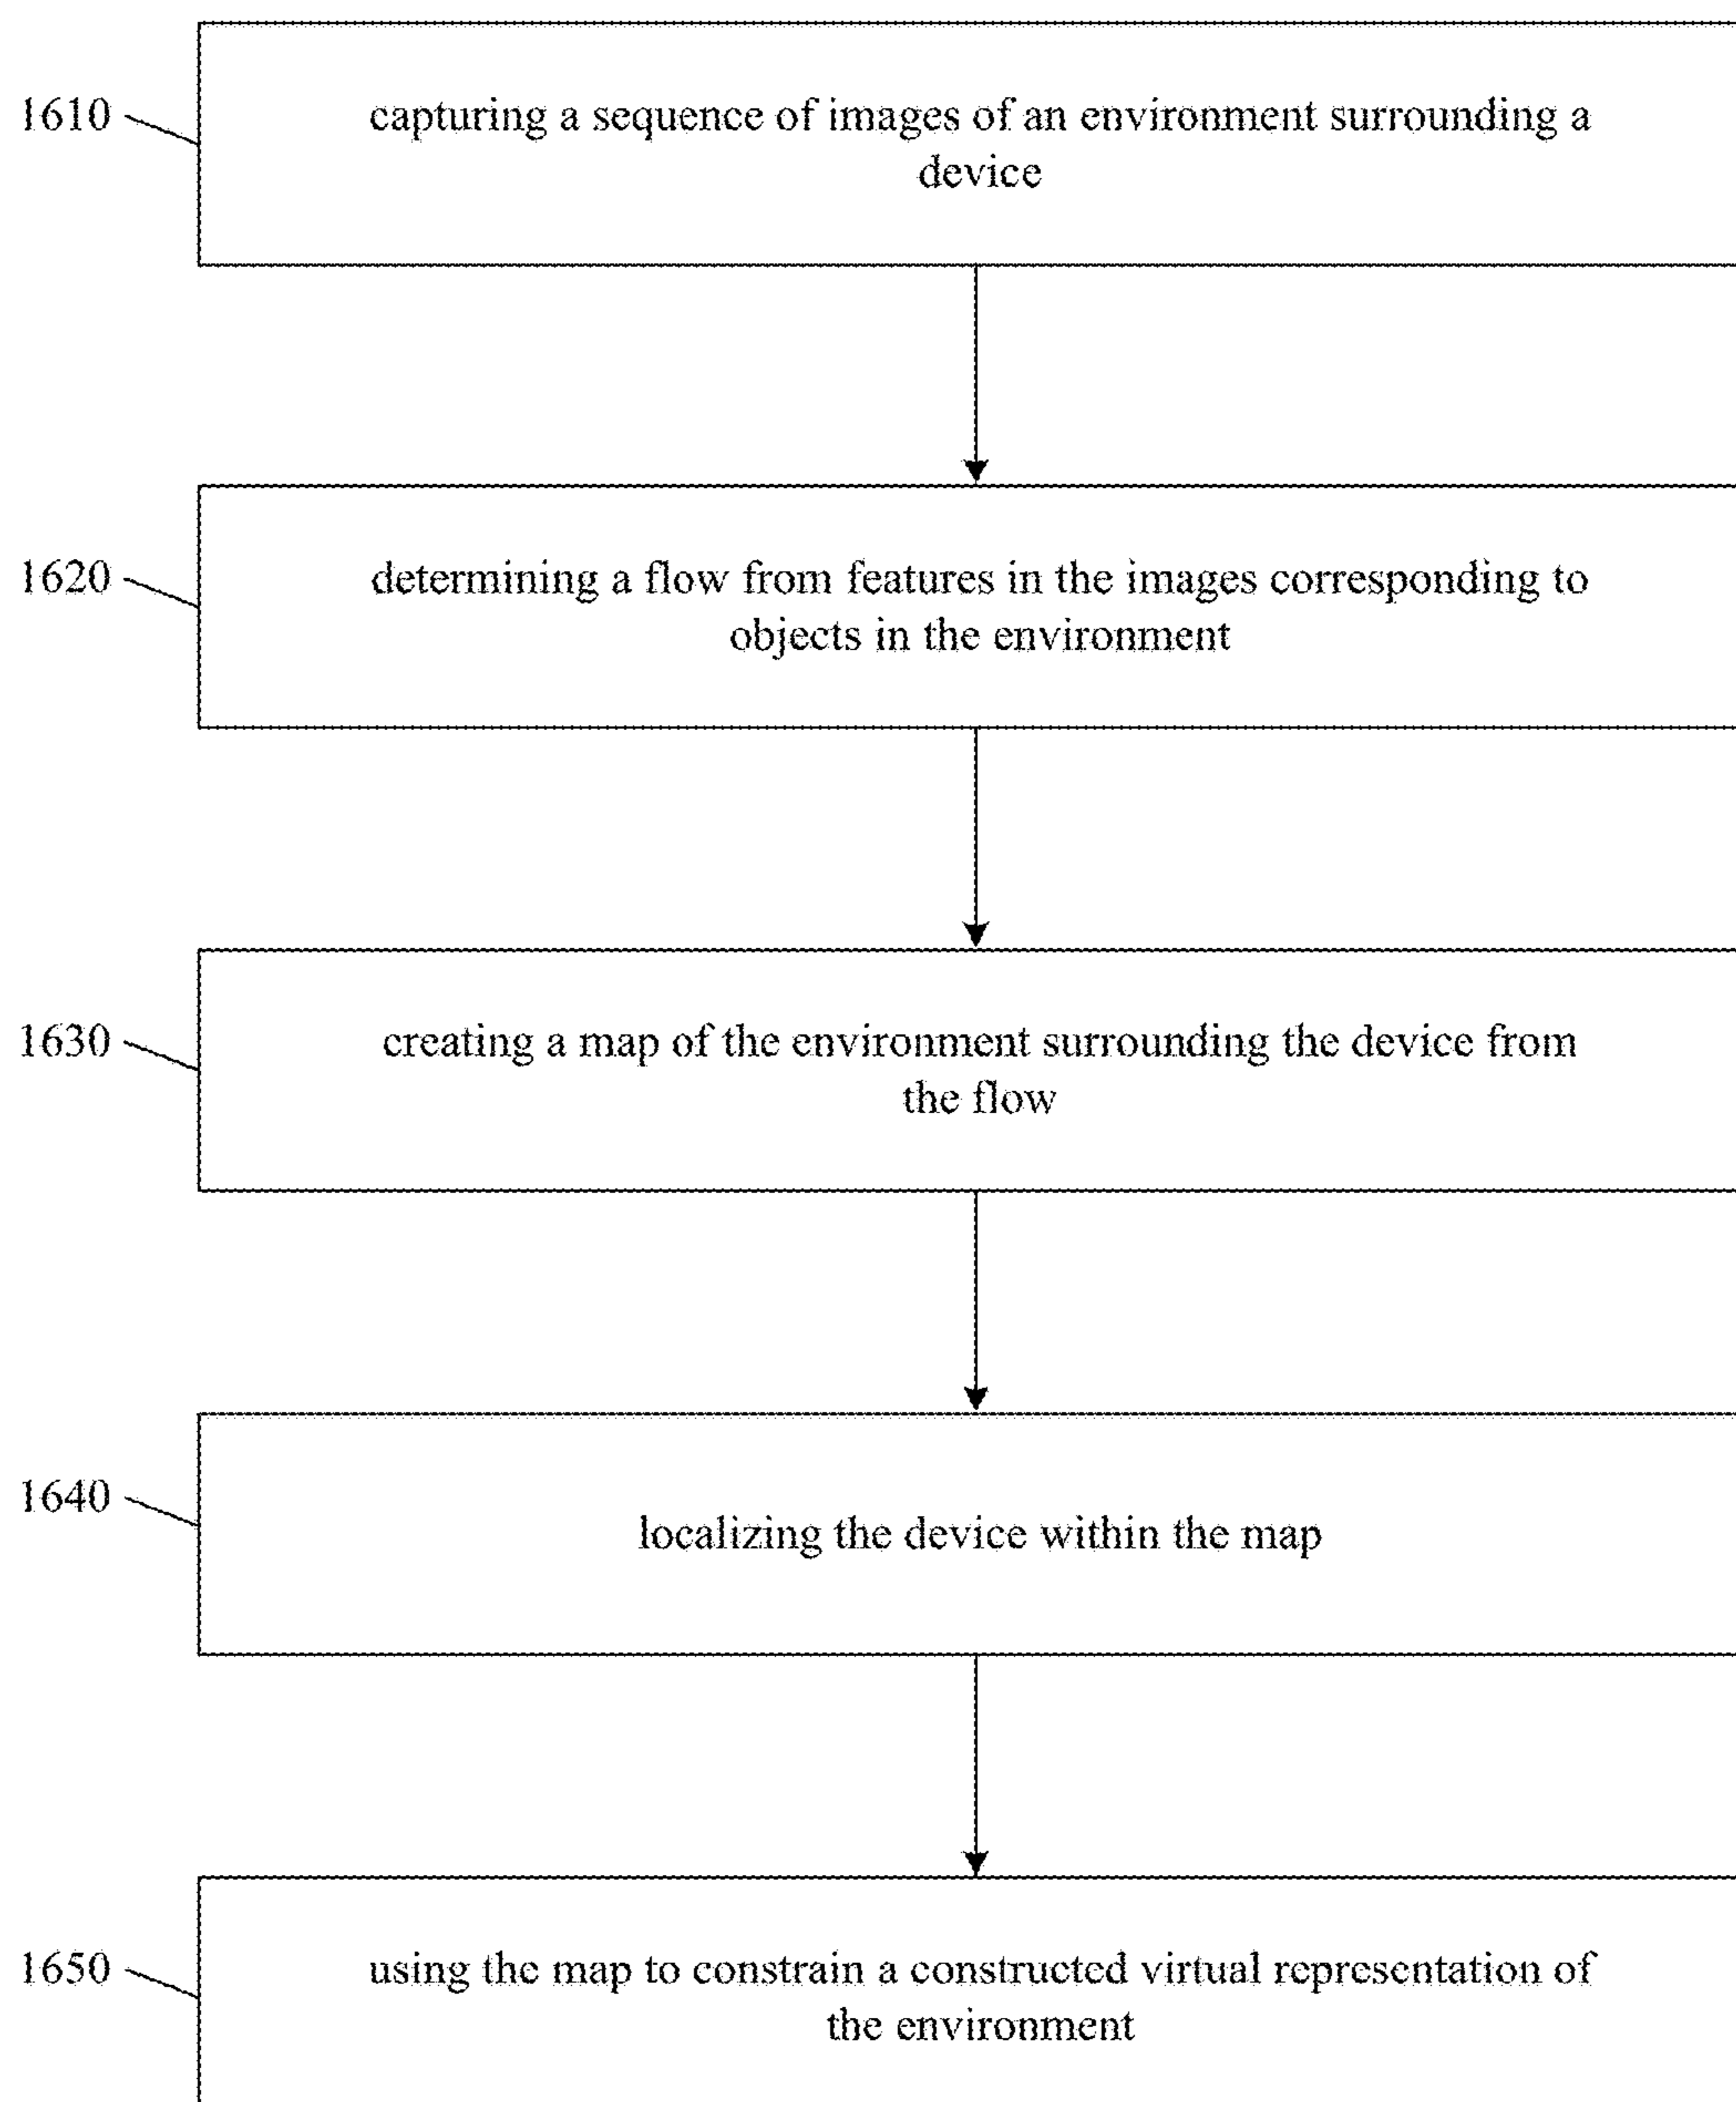 1610
capturing a sequence of images of an environment surrounding a
device
1620
determining a flow from features in the images corresponding to
objects in the environment
1630
creating a map of the environment surrounding the device from
the flow
1640
localizing the device within the map
1650
using the map to constrain a constructed virtual representation of
the environment